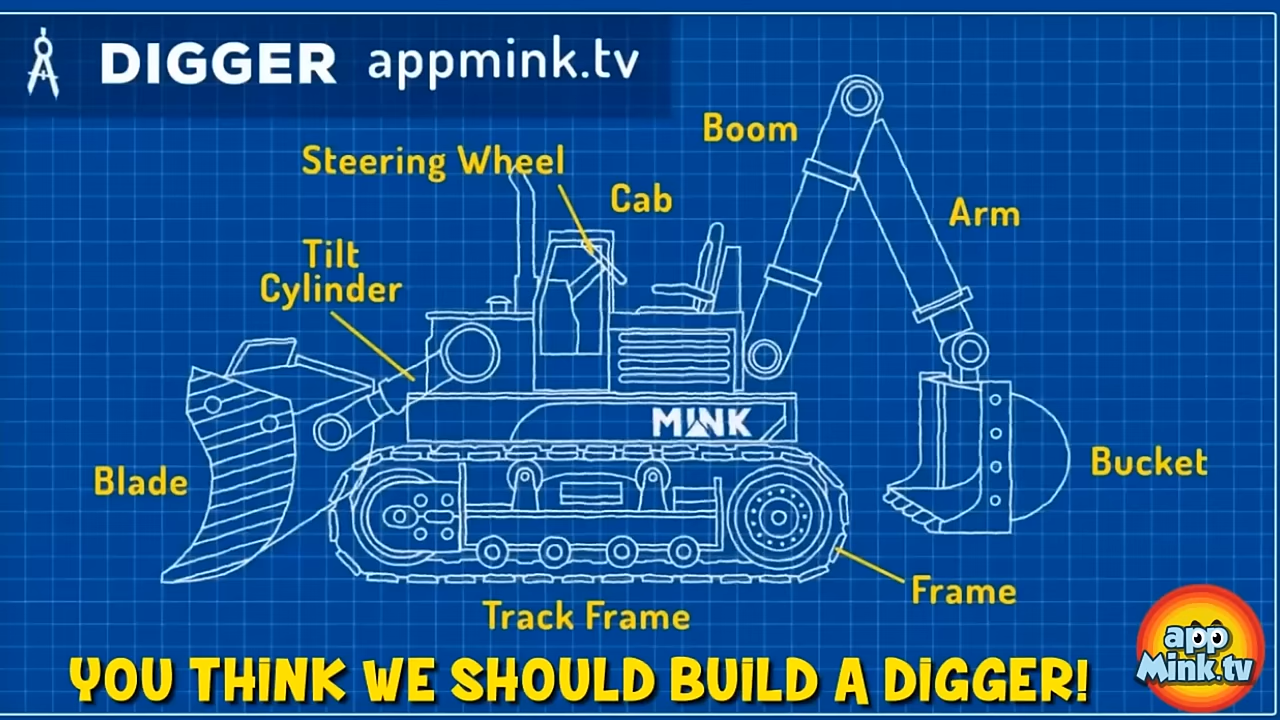 DIGGER appmink.tv
Boom
Steering Wheel
Cab
Arm
Tilt
Cylinder
MINK
Blade
Bucket
Frame
Track Frame
YOU THINK WE SHOULD BUILD A DIGGER!
app
Mink.tv